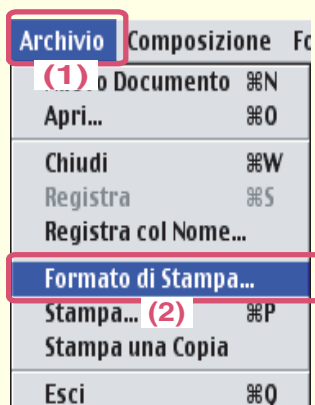 Archivio Composizione Fo
(1) Documento ⌘N
Apri... ⌘O
Chiudi ⌘W
Registra ⌘S
Registra col Nome...
Formato di Stampa...
Stampa... (2) ⌘P
Stampa una Copia
Esci ⌘Q